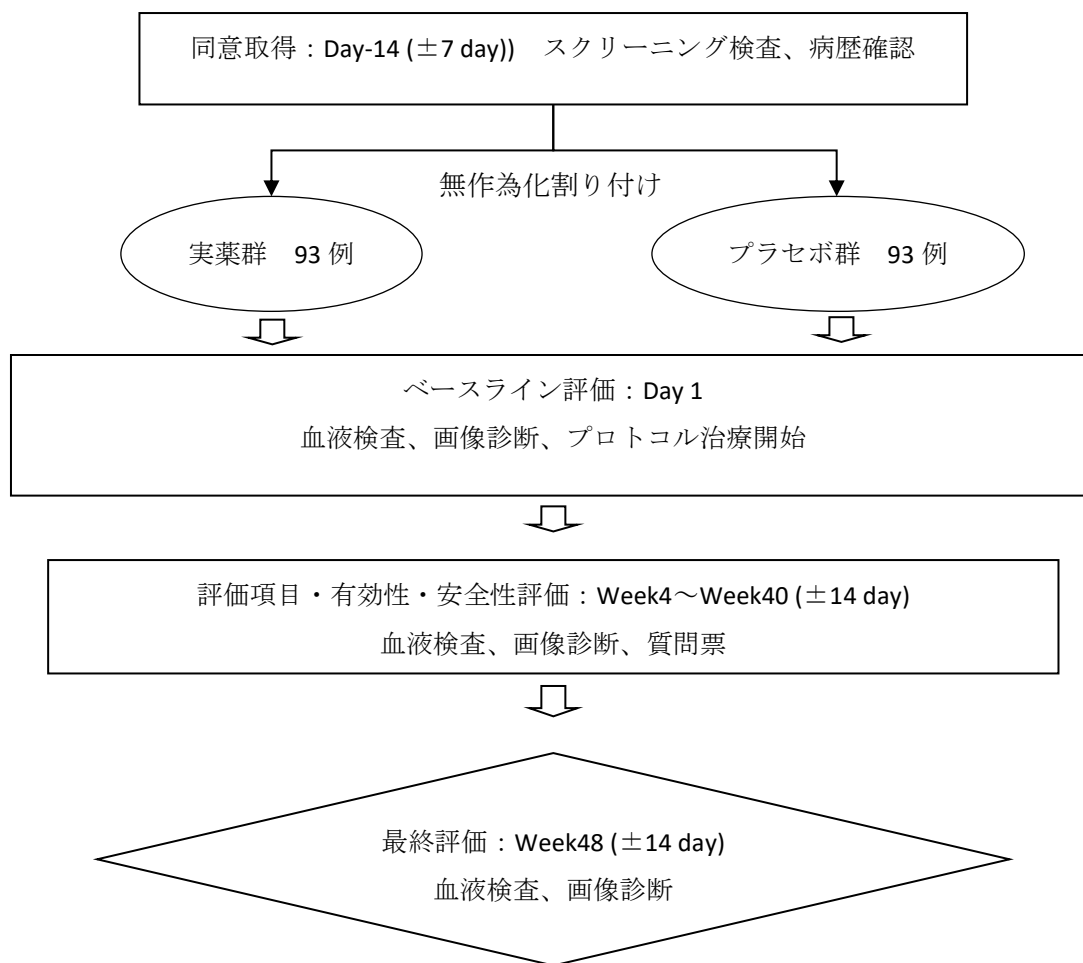 同意取得：Day-14 (±7 day))　スクリーニング検査、病歴確認
無作為化割り付け
実薬群　93 例
プラセボ群　93 例
ベースライン評価：Day 1
血液検査、画像診断、プロトコル治療開始
評価項目・有効性・安全性評価：Week4～Week40 (±14 day)
血液検査、画像診断、質問票
最終評価：Week48 (±14 day)
血液検査、画像診断